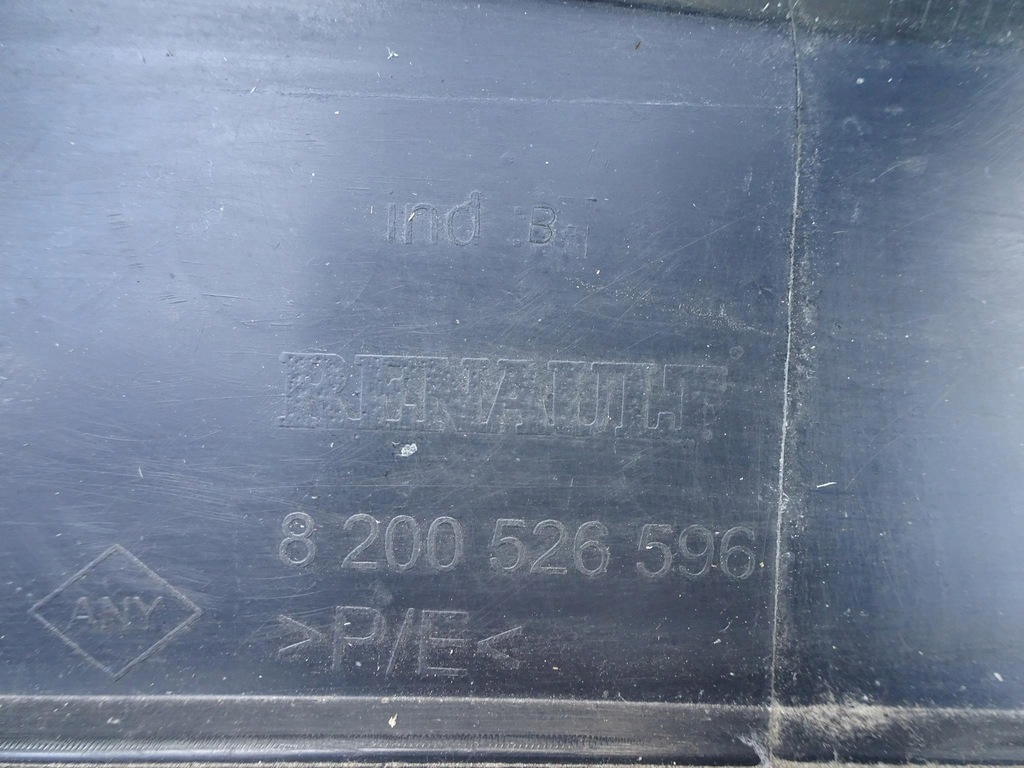 ind :B
RENAULT
8 200 526 596
ANY
>P/E<